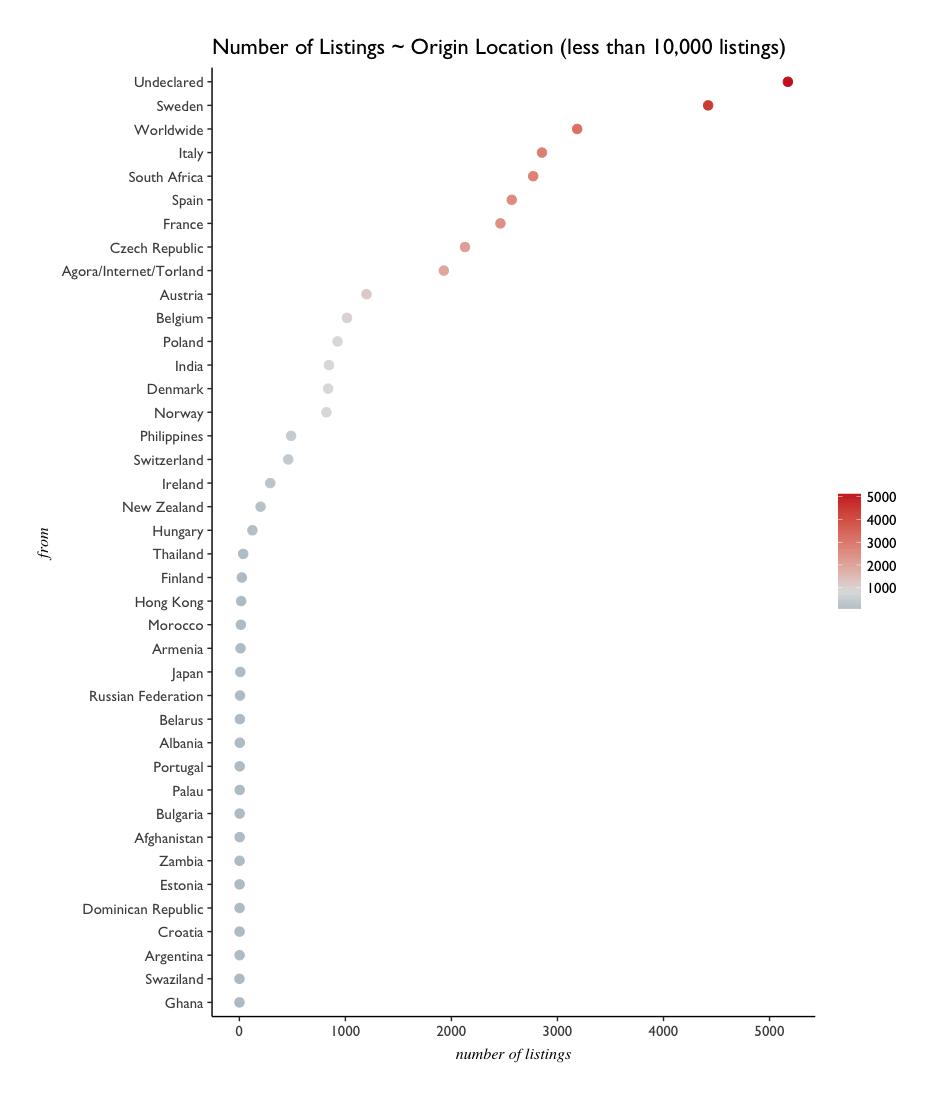 Number of Listings ~ Origin Location (less than 10,000 listings)
Undeclared
Sweden
Worldwide
Italy
South Africa
Spain
France
Czech Republic
Agora/Internet/Torland
Austria
Belgium
Poland
India
Denmark
Norway
Philippines
Switzerland
Ireland
New Zealand
Hungary
Thailand
Finland
Hong Kong
Morocco
Armenia
Japan
Russian Federation
Belarus
Albania
Portugal
Palau
Bulgaria
Afghanistan
Zambia
Estonia
Dominican Republic
Croatia
Argentina
Swaziland
Ghana
from
0 1000 2000 3000 4000 5000
number of listings
5000
4000
3000
2000
1000